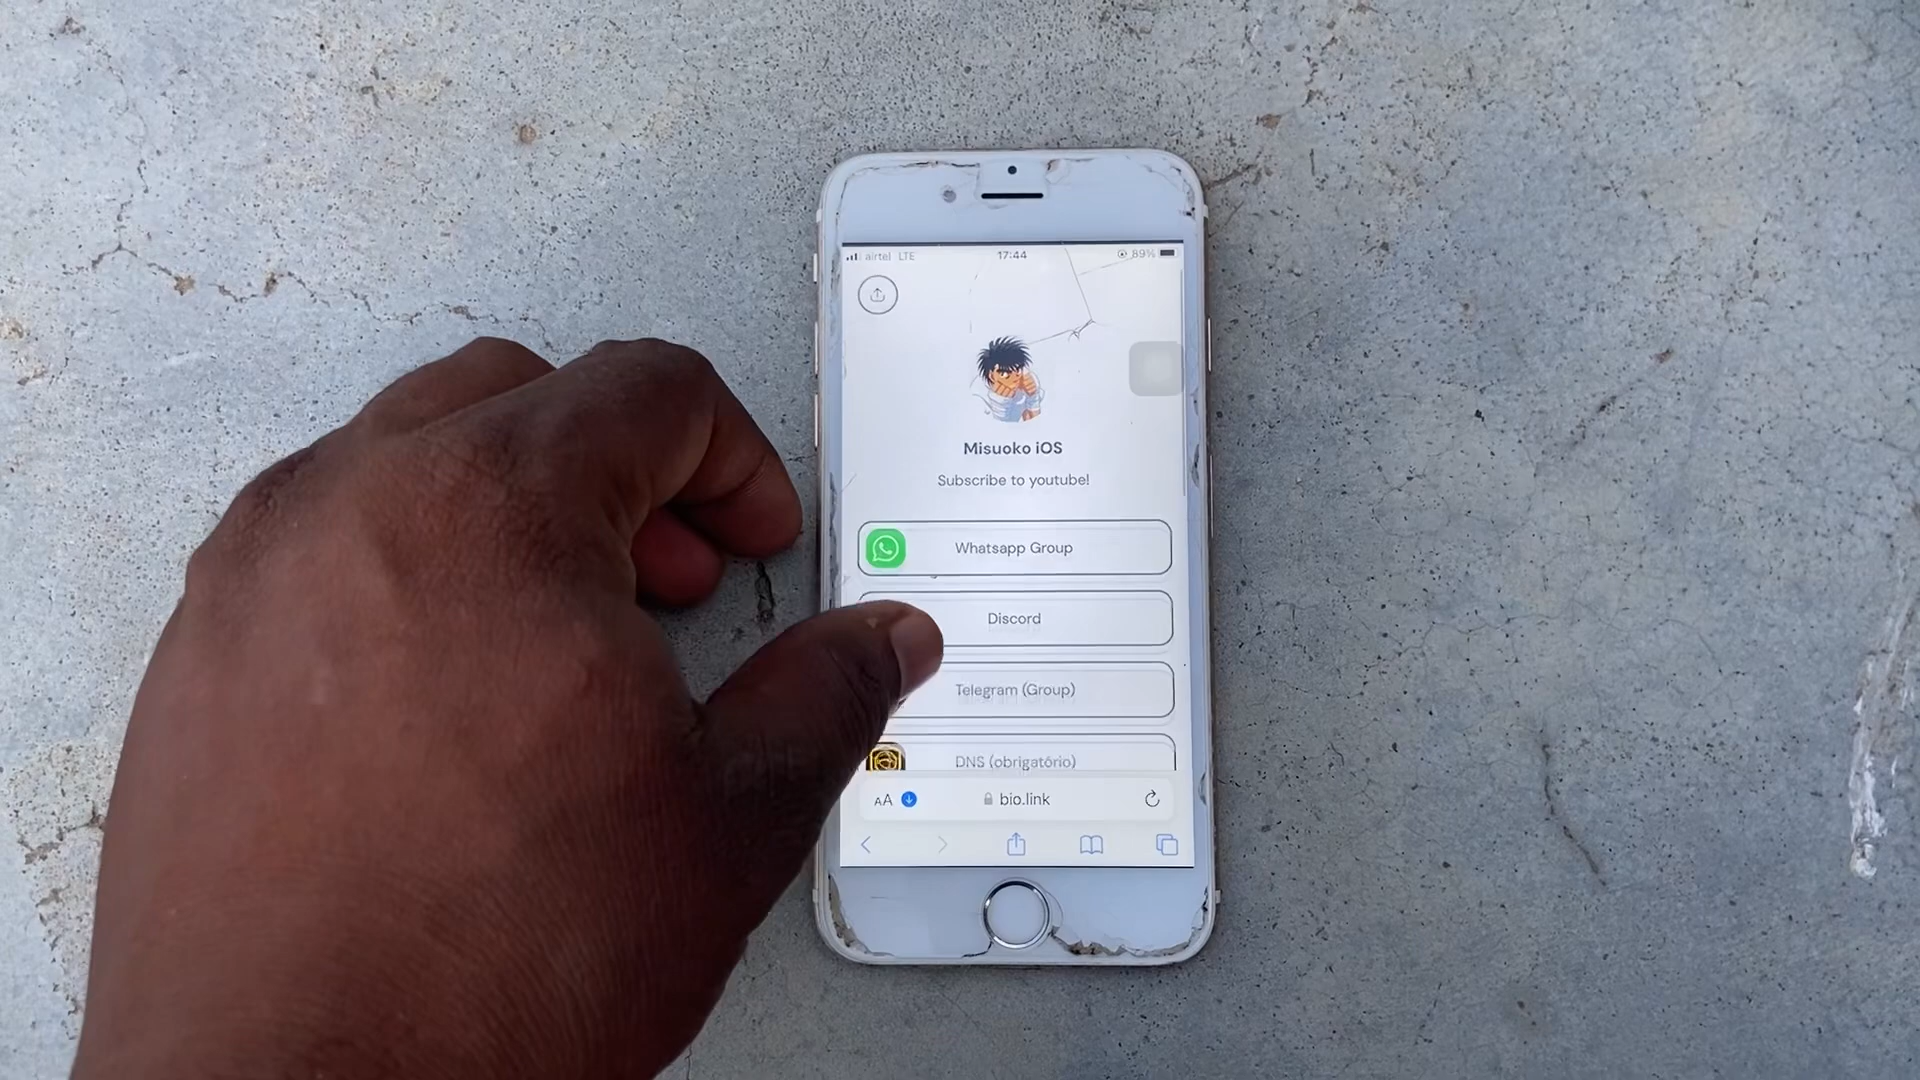 airtel LTE 17:44 89%
Misuoko iOS
Subscribe to youtube!
Whatsapp Group
Discord
Telegram (Group)
DNS (obrigatório)
AA bio.link